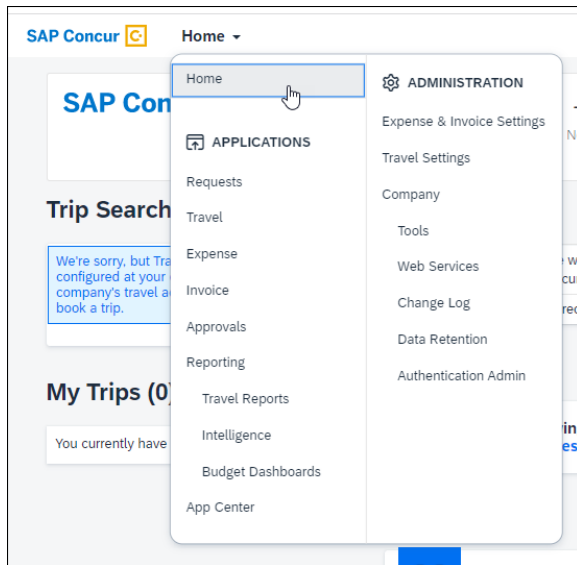 SAP Concur
Home
Home
ADMINISTRATION
SAP Con
Expense & Invoice Settings
APPLICATIONS
Travel Settings
Requests
Company
Trip Search
Travel
Tools
We're sorry, but Tra
Expense
Web Services
configured at your
company's travel a
Invoice
Change Log
book a trip.
Approvals
Data Retention
Reporting
Authentication Admin
My Trips (0)
Travel Reports
You currently have
Intelligence
Budget Dashboards
App Center